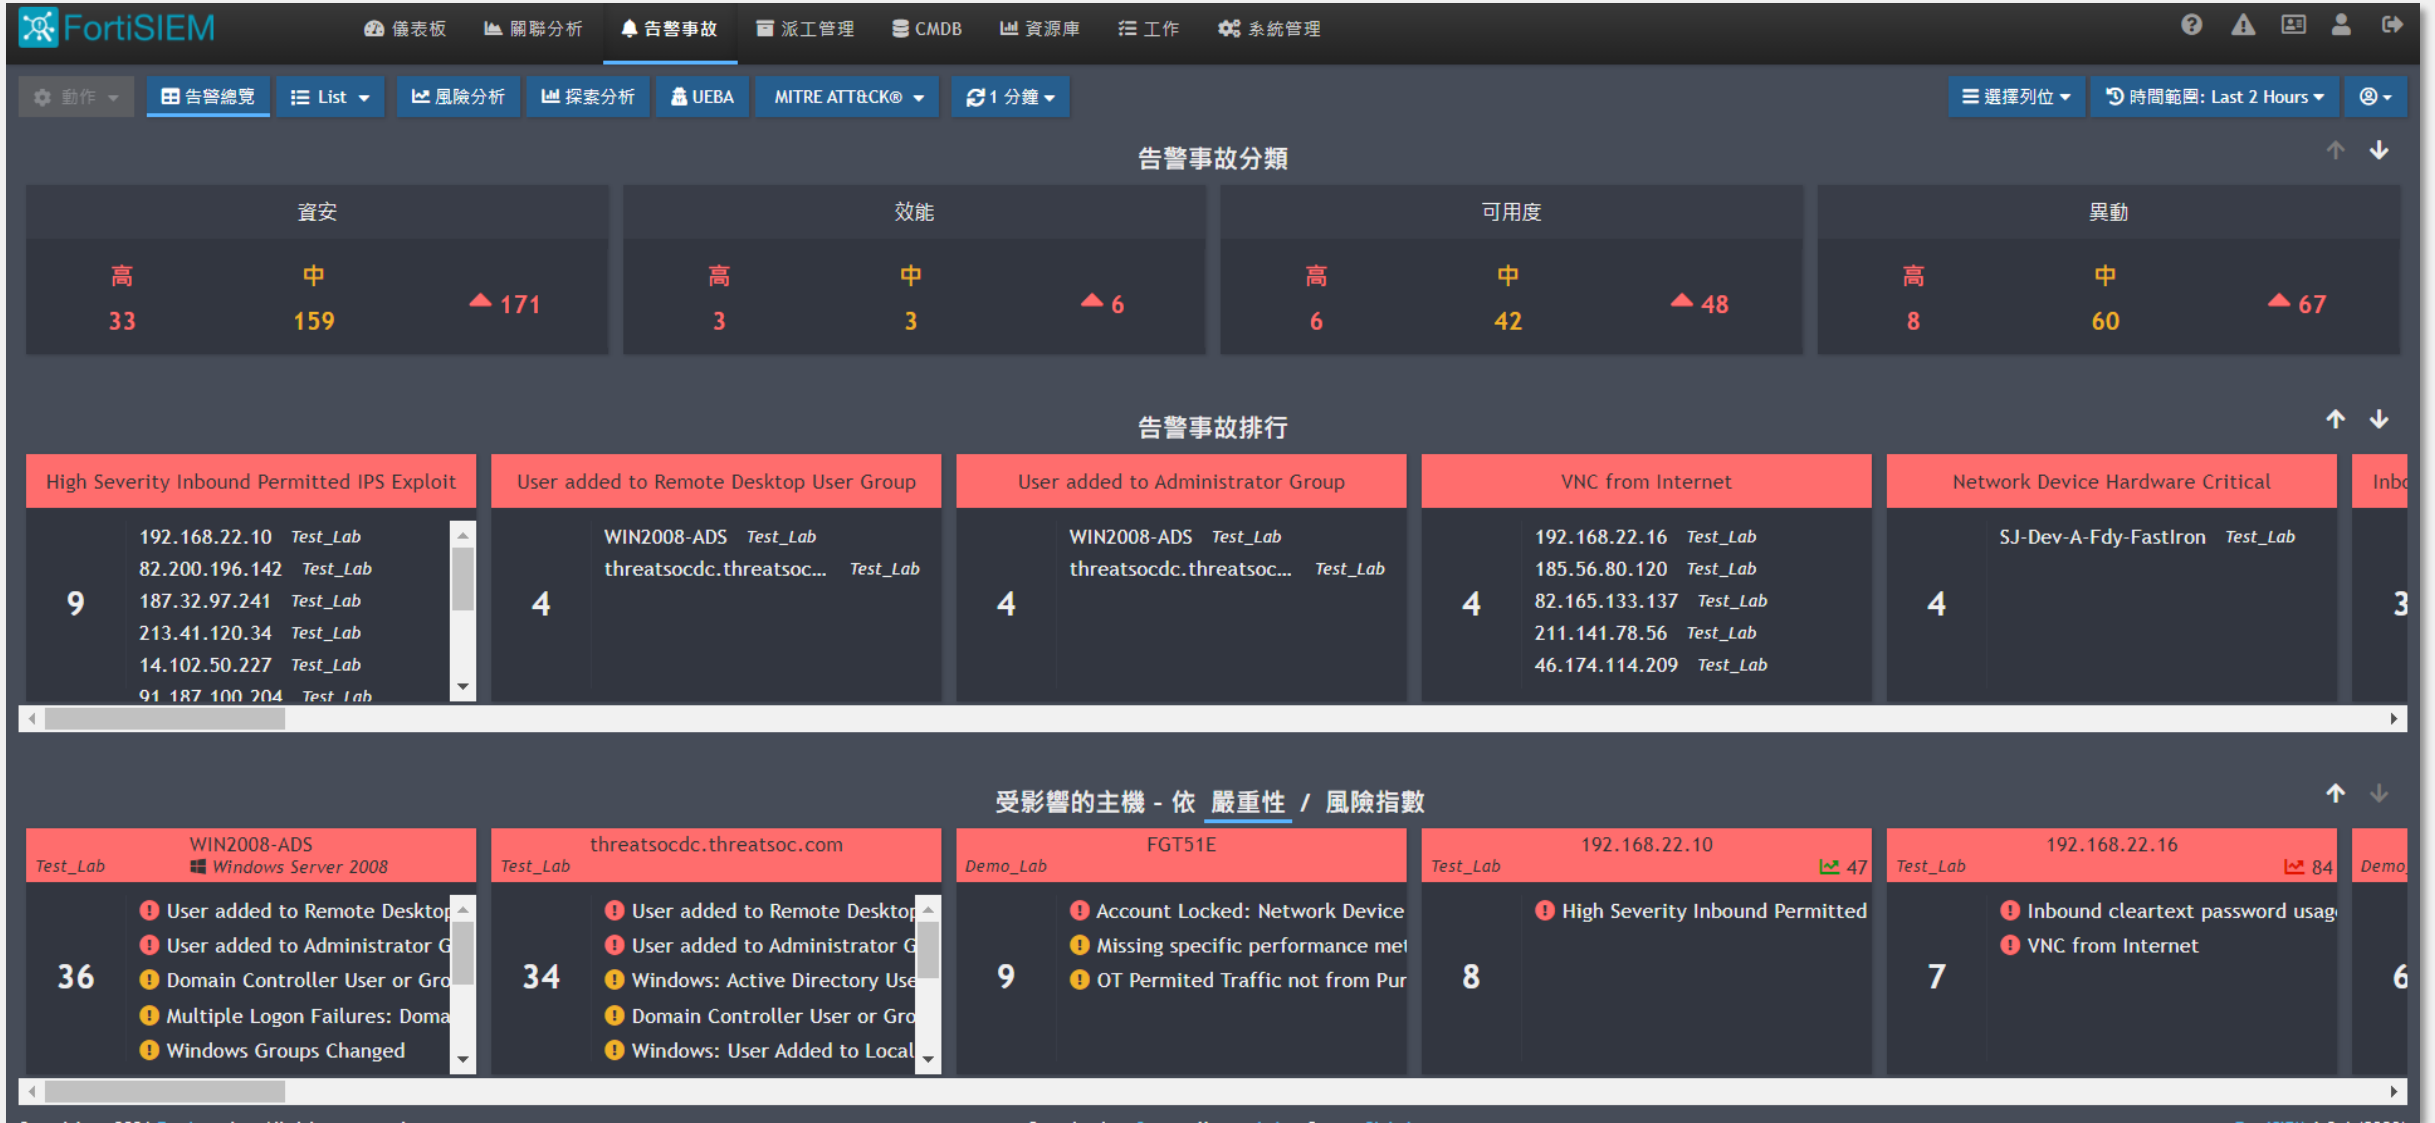 FortiSIEM 儀表板 關聯分析 告警事故 派工管理 CMDB 資源庫 工作 系統管理
動作 告警總覽 List 風險分析 探索分析 UEBA MITRE ATT&CK® 1 分鐘 選擇列位 時間範圍: Last 2 Hours
告警事故分類
資安 效能 可用度 異動
高 中 高 中 高 中 高 中
171 6 48 67
33 159 3 3 6 42 8 60
告警事故排行
High Severity Inbound Permitted IPS Exploit
9
192.168.22.10 Test_Lab
82.200.196.142 Test_Lab
187.32.97.241 Test_Lab
213.41.120.34 Test_Lab
14.102.50.227 Test_Lab
91.187.100.204 Test_Lab
User added to Remote Desktop User Group
4
WIN2008-ADS Test_Lab
threatsocdc.threatsoc... Test_Lab
User added to Administrator Group
4
WIN2008-ADS Test_Lab
threatsocdc.threatsoc... Test_Lab
VNC from Internet
4
192.168.22.16 Test_Lab
185.56.80.120 Test_Lab
82.165.133.137 Test_Lab
211.141.78.56 Test_Lab
46.174.114.209 Test_Lab
Network Device Hardware Critical
4
SJ-Dev-A-Fdy-FastIron Test_Lab
3
受影響的主機 - 依 嚴重性 / 風險指數
WIN2008-ADS
Test_Lab Windows Server 2008
36
User added to Remote Desktop
User added to Administrator G
Domain Controller User or Gro
Multiple Logon Failures: Doma
Windows Groups Changed
threatsocdc.threatsoc.com
Test_Lab
34
User added to Remote Desktop
User added to Administrator G
Windows: Active Directory Use
Domain Controller User or Gro
Windows: User Added to Local
FGT51E
Demo_Lab
9
Account Locked: Network Device
Missing specific performance met
OT Permited Traffic not from Pur
192.168.22.10
Test_Lab 47
8
High Severity Inbound Permitted
192.168.22.16
Test_Lab 84
7
Inbound cleartext password usag
VNC from Internet
Demo_
6